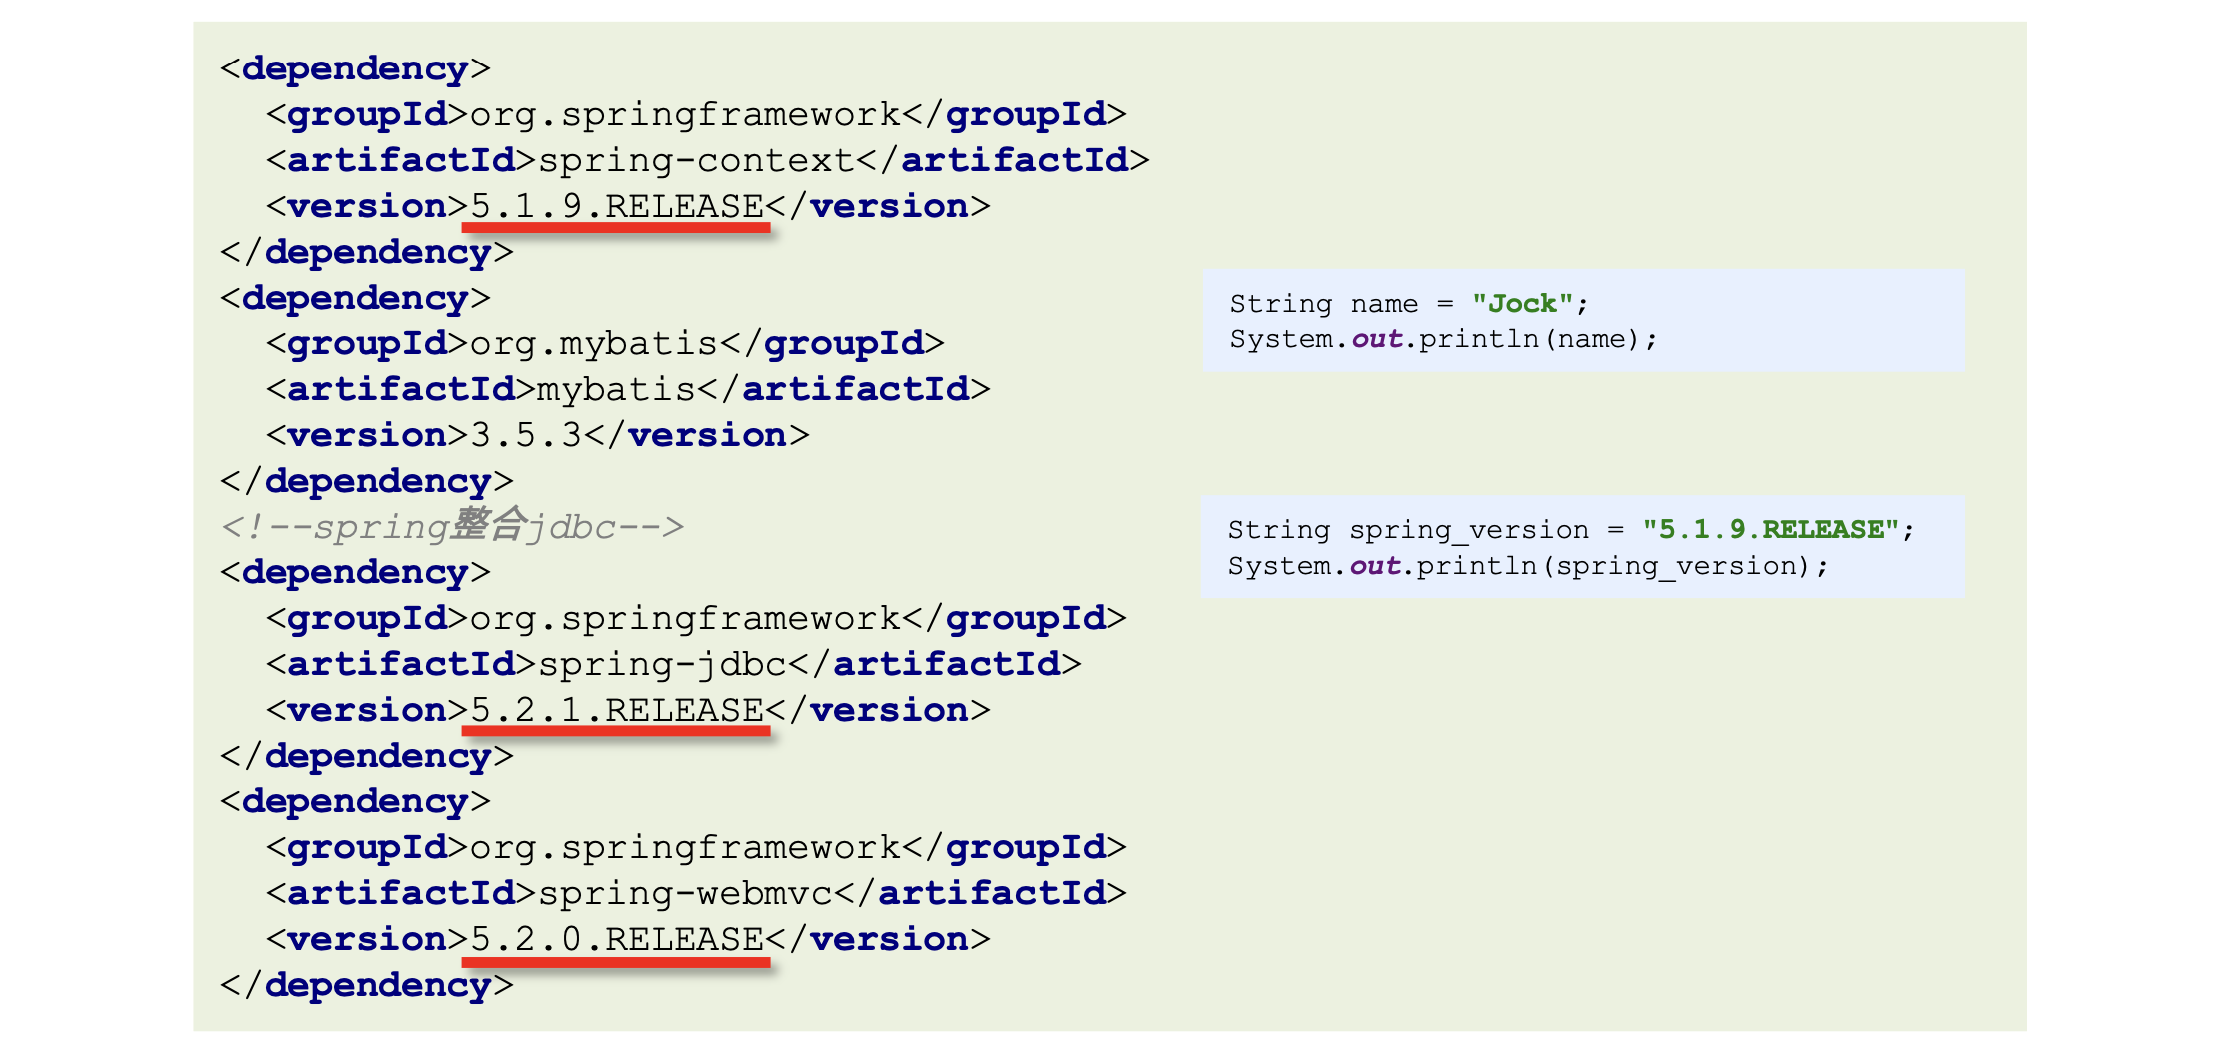 <dependency>
<groupId>org.springframework</groupId>
<artifactId>spring-context</artifactId>
<version>5.1.9.RELEASE</version>
</dependency>
<dependency>
<groupId>org.mybatis</groupId>
<artifactId>mybatis</artifactId>
<version>3.5.3</version>
</dependency>
<!--spring整合jdbc-->
<dependency>
<groupId>org.springframework</groupId>
<artifactId>spring-jdbc</artifactId>
<version>5.2.1.RELEASE</version>
</dependency>
<dependency>
<groupId>org.springframework</groupId>
<artifactId>spring-webmvc</artifactId>
<version>5.2.0.RELEASE</version>
</dependency>
String name = "Jock";
System.out.println(name);
String spring_version = "5.1.9.RELEASE";
System.out.println(spring_version);